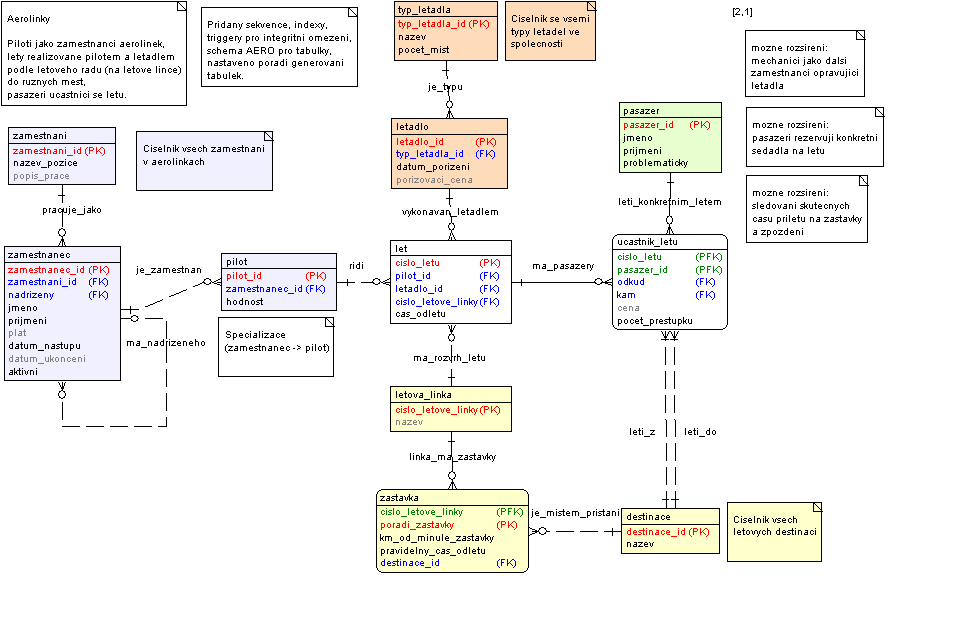 Aerolinky
Piloti jako zamestnanci aerolinek,
lety realizovane pilotem a letadlem
podle letoveho radu (na letove lince)
do ruznych mest,
pasazeri ucastnici se letu.
Pridany sekvence, indexy,
triggery pro integritni omezeni,
schema AERO pro tabulky,
nastaveno poradi generovani
tabulek.
typ_letadla
typ_letadla_id (PK)
nazev
pocet_mist
Ciselnik se vsemi
typy letadel ve
spolecnosti
[2,1]
mozne rozsireni:
mechanici jako dalsi
zamestnanci opravujici
letadla
je_typu
zamestnani
zamestnani_id (PK)
nazev_pozice
popis_prace
Ciselnik vsech zamestnani
v aerolinkach
letadlo
letadlo_id (PK)
typ_letadla_id (FK)
datum_porizeni
porizovaci_cena
pasazer
pasazer_id (PK)
jmeno
prijmeni
problematicky
mozne rozsireni:
pasazeri rezervuji konkretni
sedadla na letu
mozne rozsireni:
sledovani skutecnych
casu priletu na zastavky
a zpozdeni
pracuje_jako
vykonavan_letadlem
leti_konkretnim_letem
zamestnanec
zamestnanec_id (PK)
zamestnani_id (FK)
nadrizeny (FK)
jmeno
prijmeni
plat
datum_nastupu
datum_ukonceni
aktivni
je_zamestnan
ma_nadrizeneho
pilot
pilot_id (PK)
zamestnanec_id (FK)
hodnost
ridi
Specializace
(zamestnanec -> pilot)
let
cislo_letu (PK)
pilot_id (FK)
letadlo_id (FK)
cislo_letove_linky (FK)
cas_odletu
ma_pasazery
ucastnik_letu
cislo_letu (PFK)
pasazer_id (PFK)
odkud (FK)
kam (FK)
cena
pocet_prestupku
ma_rozvrh_letu
letova_linka
cislo_letove_linky (PK)
nazev
leti_z
leti_do
linka_ma_zastavky
zastavka
cislo_letove_linky (PFK)
poradi_zastavky (PK)
km_od_minule_zastavky
pravidelny_cas_odletu
destinace_id (FK)
je_mistem_pristani
destinace
destinace_id (PK)
nazev
Ciselnik vsech
letovych destinaci